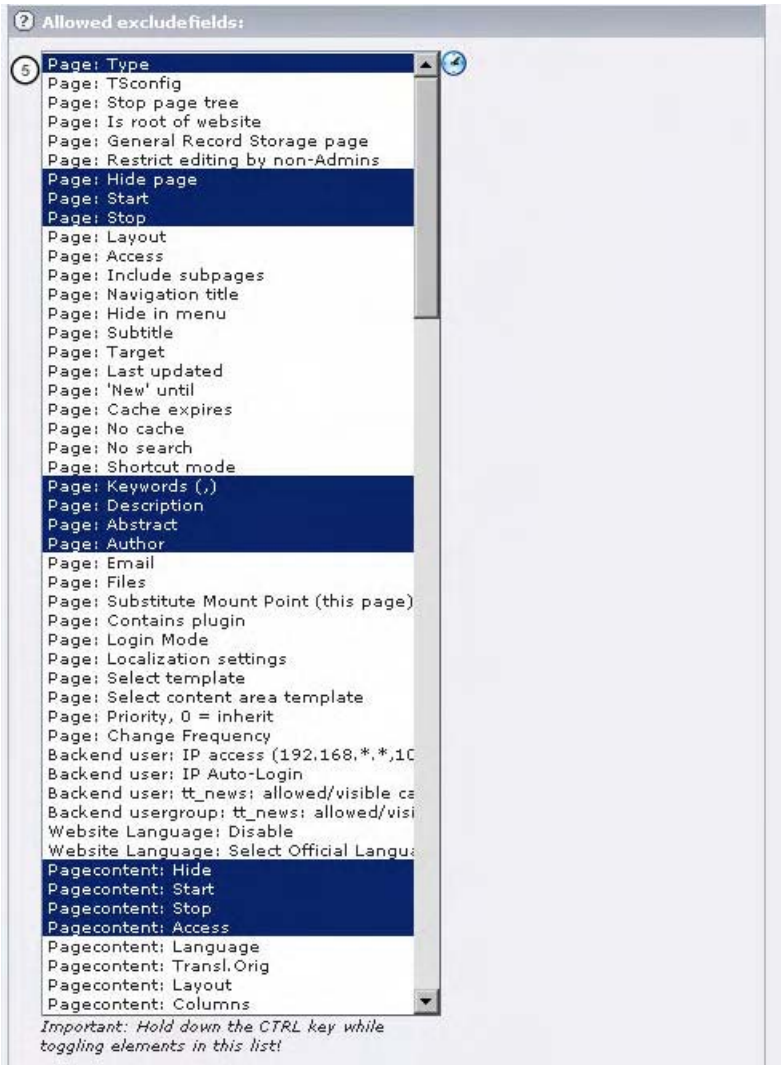 Allowed excludefields:
5
Page: Type
Page: TSconfig
Page: Stop page tree
Page: Is root of website
Page: General Record Storage page
Page: Restrict editing by non-Admins
Page: Hide page
Page: Start
Page: Stop
Page: Layout
Page: Access
Page: Include subpages
Page: Navigation title
Page: Hide in menu
Page: Subtitle
Page: Target
Page: Last updated
Page: 'New' until
Page: Cache expires
Page: No cache
Page: No search
Page: Shortcut mode
Page: Keywords (,)
Page: Description
Page: Abstract
Page: Author
Page: Email
Page: Files
Page: Substitute Mount Point (this page)
Page: Contains plugin
Page: Login Mode
Page: Localization settings
Page: Select template
Page: Select content area template
Page: Priority, 0 = inherit
Page: Change Frequency
Backend user: IP access (192.168.*.*,10
Backend user: IP Auto-Login
Backend user: tt_news: allowed/visible ca
Backend usergroup: tt_news: allowed/visi
Website Language: Disable
Website Language: Select Official Langua
Pagecontent: Hide
Pagecontent: Start
Pagecontent: Stop
Pagecontent: Access
Pagecontent: Language
Pagecontent: Transl.Orig
Pagecontent: Layout
Pagecontent: Columns
Important: Hold down the CTRL key while
toggling elements in this list!